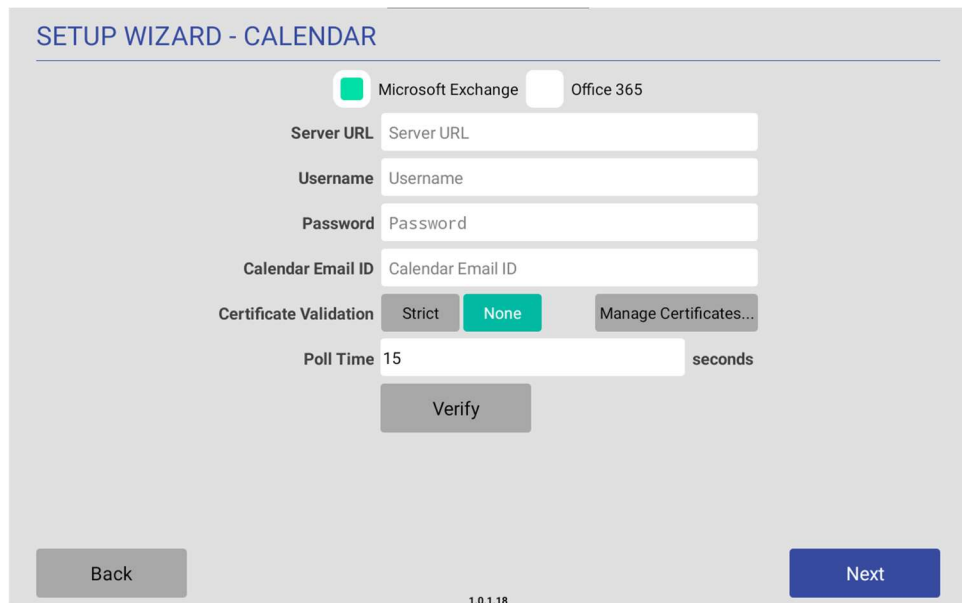 SETUP WIZARD - CALENDAR
Microsoft Exchange Office 365
Server URL Server URL
Username Username
Password Password
Calendar Email ID Calendar Email ID
Certificate Validation Strict None Manage Certificates...
Poll Time 15 seconds
Verify
Back Next
1.0.1.18